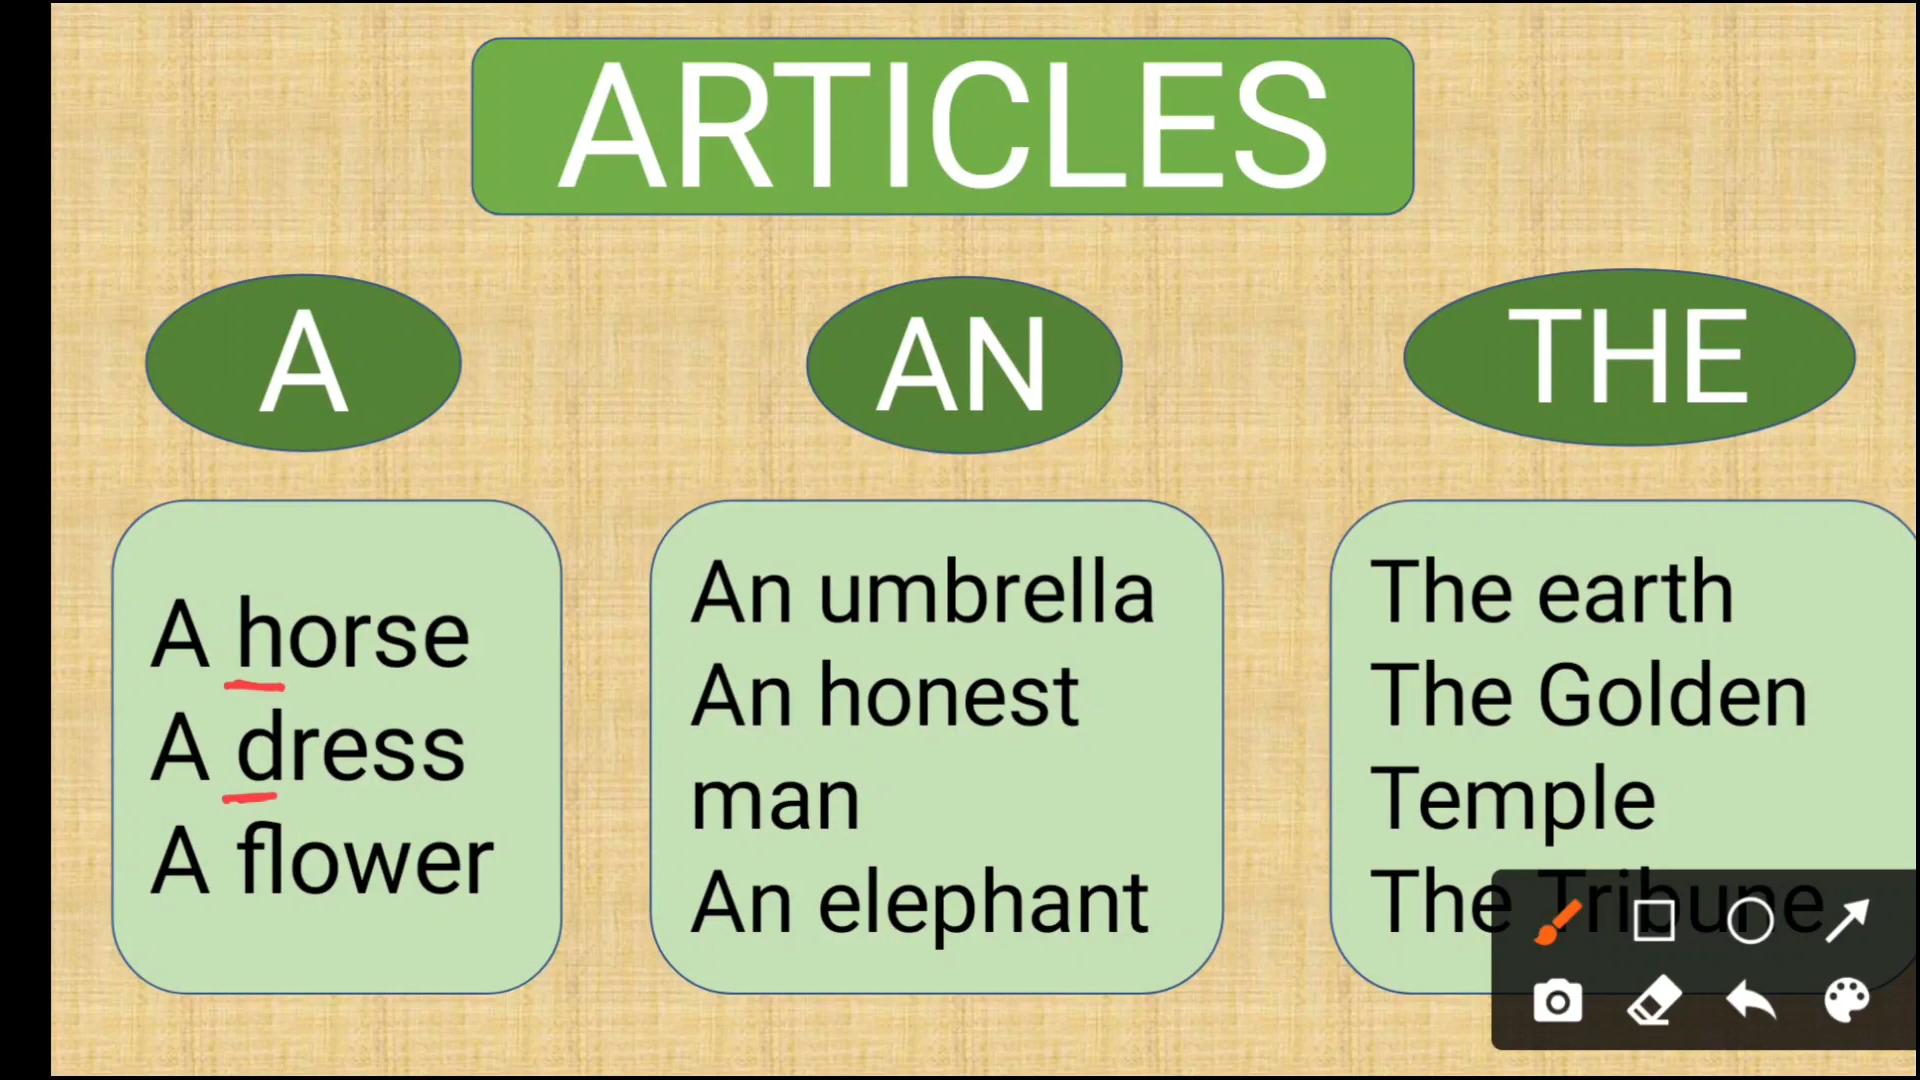 ARTICLES
A
AN
THE
A horse
A dress
A flower
An umbrella
An honest
man
An elephant
The earth
The Golden
Temple
The Tribune